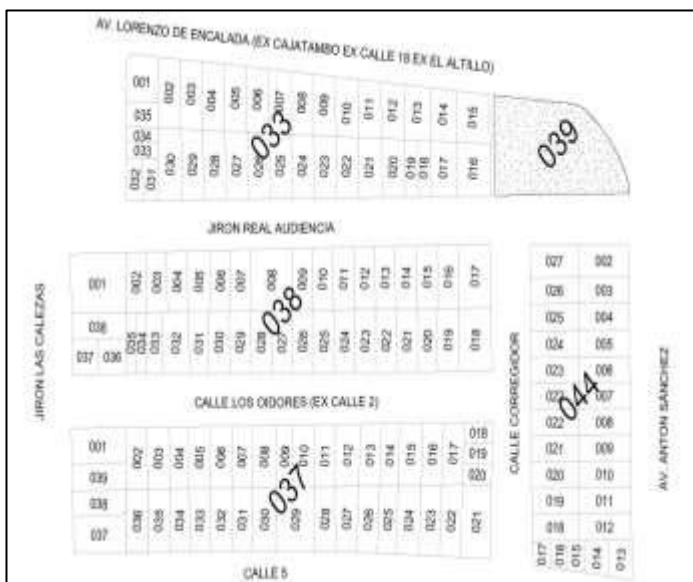 AV. LORENZO DE ENCALADA (EX CAJATAMBO EX CALLE 18 EX EL ALTILLO)
001 002 003 004 005 006 007 008 009 010 011 012 013 014 015
035
034
033
032 031 030 029 028 027 026 025 024 023 022 021 020 019 018 017 016
033
039
JIRON REAL AUDIENCIA
001 002 003 004 005 006 007 008 009 010 011 012 013 014 015 016 017
038
037 036 035 034 033 032 031 030 029 028 027 026 025 024 023 022 021 020 019 018
038
JIRON LAS CALEZAS
CALLE LOS OIDORES (EX CALLE 2)
001 002 003 004 005 006 007 008 009 010 011 012 013 014 015 016 017 018
019
020
039
038
037 036 035 034 033 032 031 030 029 028 027 026 025 024 023 022 021
037
CALLE 5
CALLE CORREGIDOR
027 002
026 003
025 004
024 005
023 006
007
022 008
021 009
020 010
019 011
018 012
017 016 015 014 013
044
AV. ANTON SÁNCHEZ